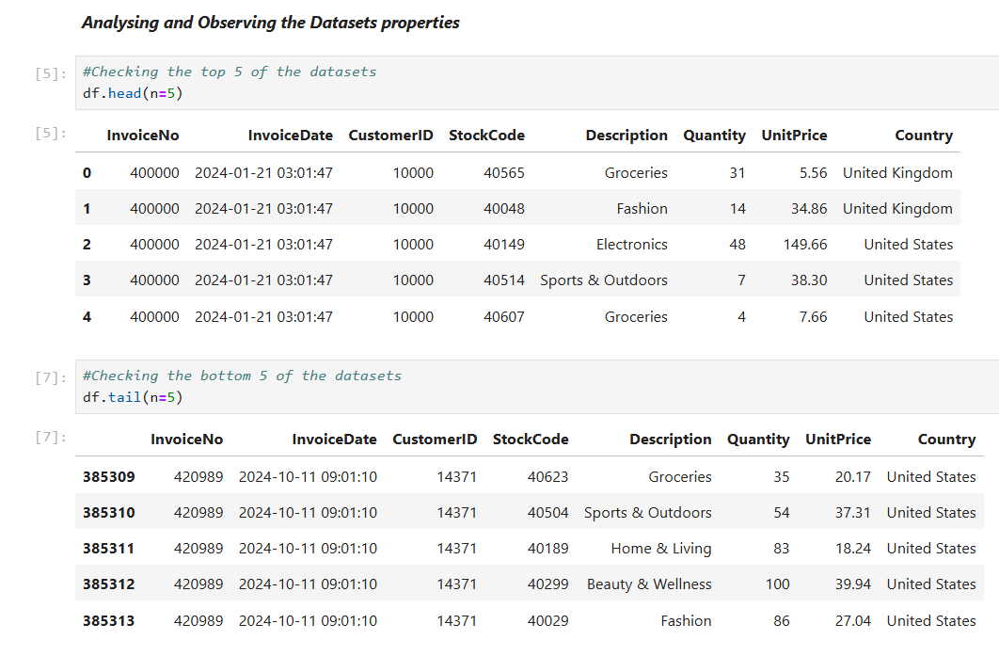 Analysing and Observing the Datasets properties
[5]: #Checking the top 5 of the datasets
df.head(n=5)
[5]: InvoiceNo InvoiceDate CustomerID StockCode Description Quantity UnitPrice Country
0 400000 2024-01-21 03:01:47 10000 40565 Groceries 31 5.56 United Kingdom
1 400000 2024-01-21 03:01:47 10000 40048 Fashion 14 34.86 United Kingdom
2 400000 2024-01-21 03:01:47 10000 40149 Electronics 48 149.66 United States
3 400000 2024-01-21 03:01:47 10000 40514 Sports & Outdoors 7 38.30 United States
4 400000 2024-01-21 03:01:47 10000 40607 Groceries 4 7.66 United States
[7]: #Checking the bottom 5 of the datasets
df.tail(n=5)
[7]: InvoiceNo InvoiceDate CustomerID StockCode Description Quantity UnitPrice Country
385309 420989 2024-10-11 09:01:10 14371 40623 Groceries 35 20.17 United States
385310 420989 2024-10-11 09:01:10 14371 40504 Sports & Outdoors 54 37.31 United States
385311 420989 2024-10-11 09:01:10 14371 40189 Home & Living 83 18.24 United States
385312 420989 2024-10-11 09:01:10 14371 40299 Beauty & Wellness 100 39.94 United States
385313 420989 2024-10-11 09:01:10 14371 40029 Fashion 86 27.04 United States